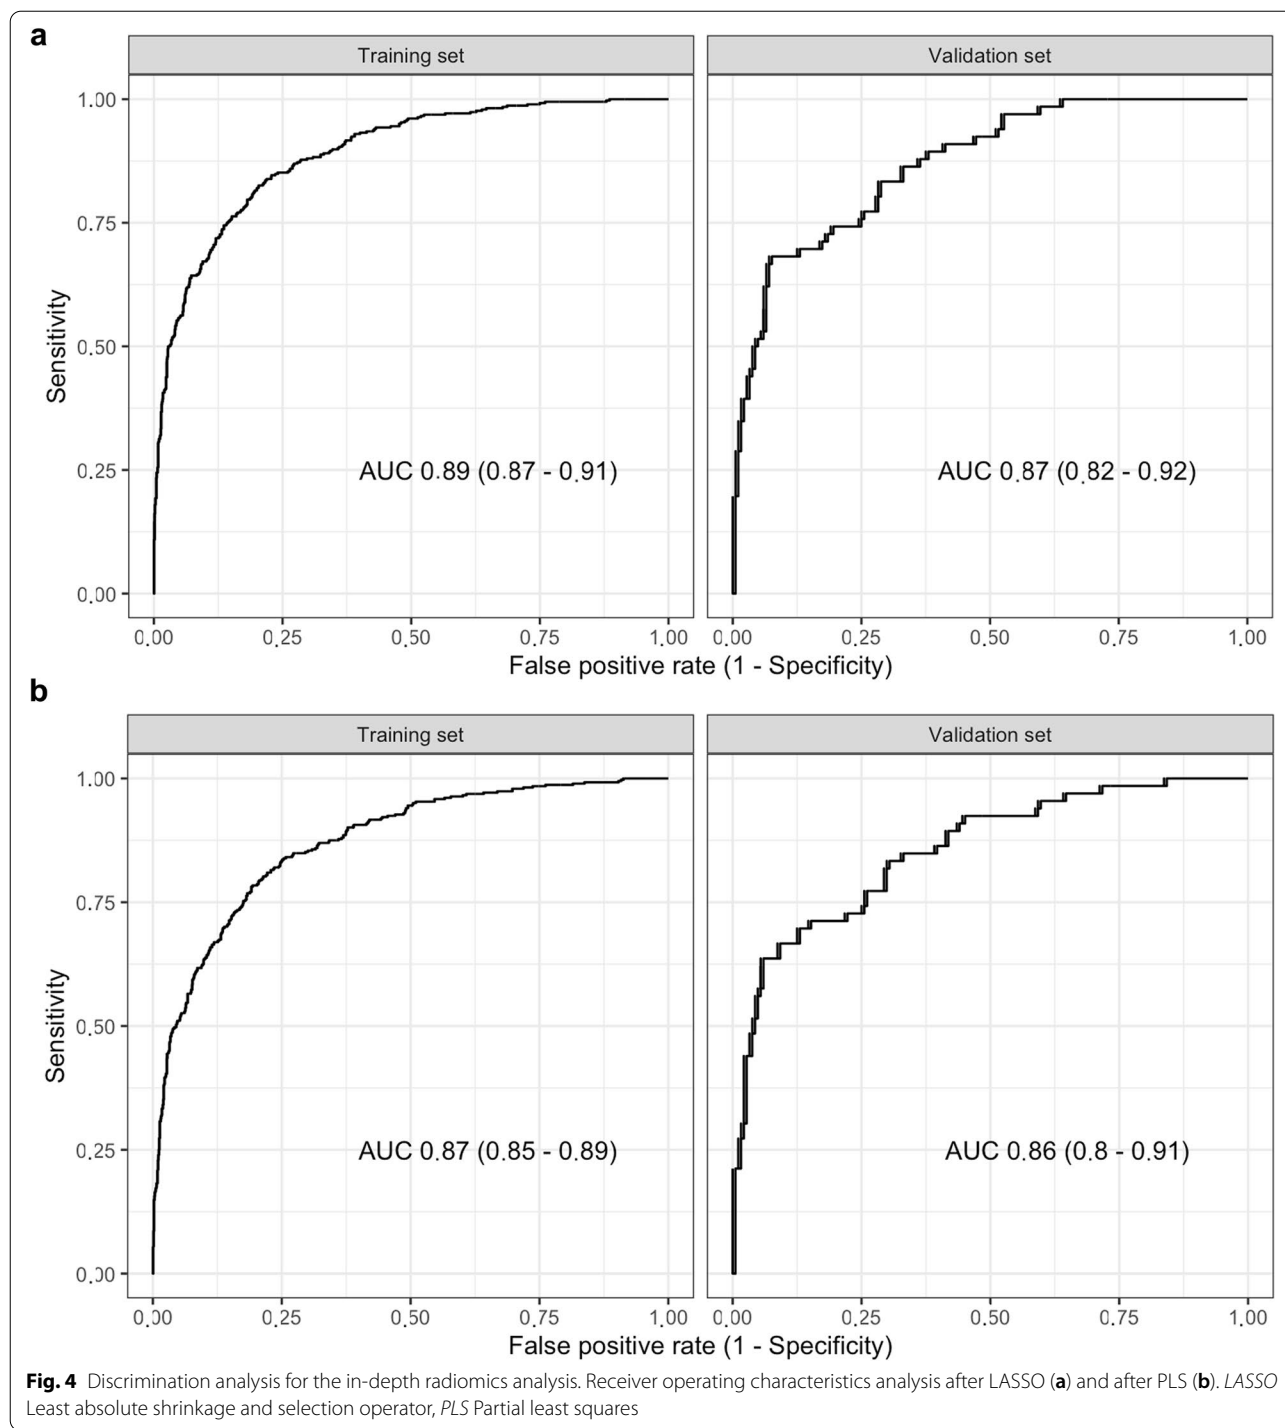 a
Training set
Validation set
1.00
0.75
0.50
0.25
0.00
Sensitivity
AUC 0.89 (0.87 - 0.91)
AUC 0.87 (0.82 - 0.92)
0.00 0.25 0.50 0.75 1.00
0.00 0.25 0.50 0.75 1.00
False positive rate (1 - Specificity)
b
Training set
Validation set
1.00
0.75
0.50
0.25
0.00
Sensitivity
AUC 0.87 (0.85 - 0.89)
AUC 0.86 (0.8 - 0.91)
0.00 0.25 0.50 0.75 1.00
0.00 0.25 0.50 0.75 1.00
False positive rate (1 - Specificity)
Fig. 4 Discrimination analysis for the in-depth radiomics analysis. Receiver operating characteristics analysis after LASSO (a) and after PLS (b). LASSO
Least absolute shrinkage and selection operator, PLS Partial least squares